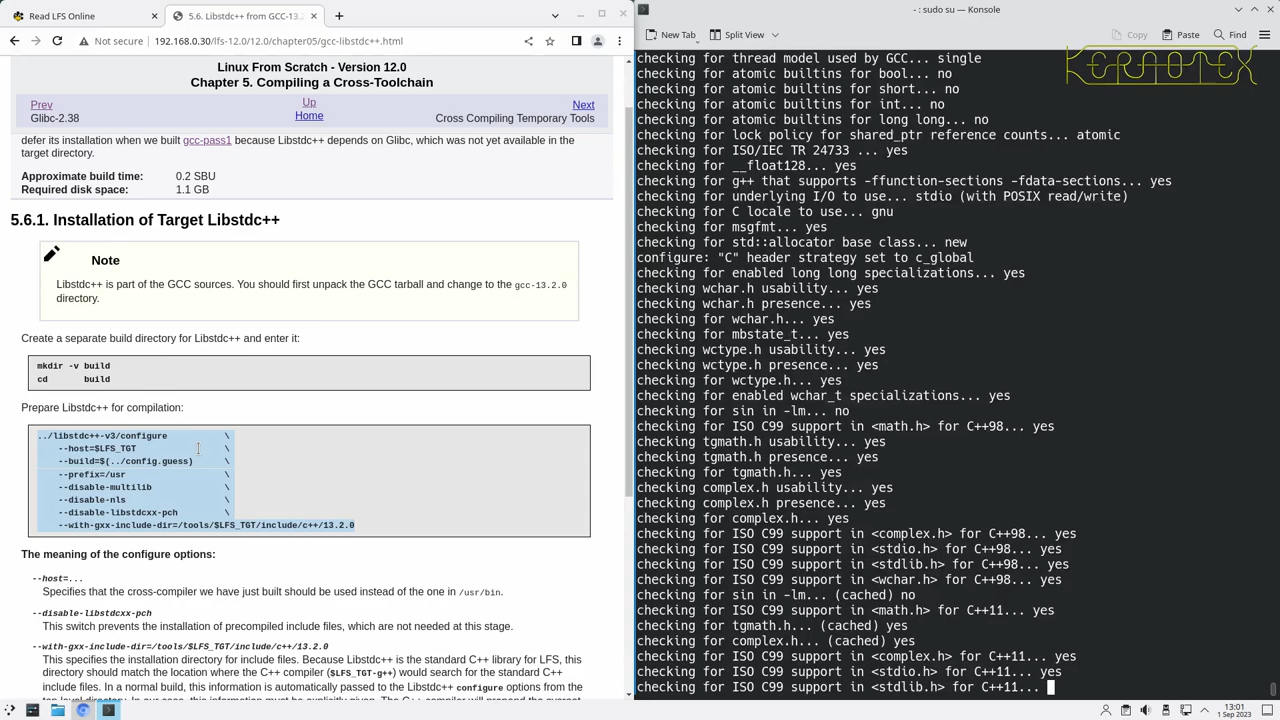 Read LFS Online
5.6. Libstdc++ from GCC-13.2
Not secure
192.168.0.30/lfs-12.0/12.0/chapter05/gcc-libstdc++.html
Linux From Scratch - Version 12.0
Chapter 5. Compiling a Cross-Toolchain
Prev
Up
Next
Glibc-2.38
Home
Cross Compiling Temporary Tools
defer its installation when we built gcc-pass1 because Libstdc++ depends on Glibc, which was not yet available in the
target directory.
Approximate build time: 0.2 SBU
Required disk space: 1.1 GB
5.6.1. Installation of Target Libstdc++
Note
Libstdc++ is part of the GCC sources. You should first unpack the GCC tarball and change to the gcc-13.2.0
directory.
Create a separate build directory for Libstdc++ and enter it:
mkdir -v build
cd build
Prepare Libstdc++ for compilation:
../libstdc++-v3/configure \
--host=$LFS_TGT \
--build=$(../config.guess) \
--prefix=/usr \
--disable-multilib \
--disable-nls \
--disable-libstdcxx-pch \
--with-gxx-include-dir=/tools/$LFS_TGT/include/c++/13.2.0
The meaning of the configure options:
--host=...
Specifies that the cross-compiler we have just built should be used instead of the one in /usr/bin.
--disable-libstdcxx-pch
This switch prevents the installation of precompiled include files, which are not needed at this stage.
--with-gxx-include-dir=/tools/$LFS_TGT/include/c++/13.2.0
This specifies the installation directory for include files. Because Libstdc++ is the standard C++ library for LFS, this
directory should match the location where the C++ compiler ($LFS_TGT-g++) would search for the standard C++
include files. In a normal build, this information is automatically passed to the Libstdc++ configure options from the
- : sudo su — Konsole
New Tab
Split View
Copy
Paste
Find
KERNOTEX
checking for thread model used by GCC... single
checking for atomic builtins for bool... no
checking for atomic builtins for short... no
checking for atomic builtins for int... no
checking for atomic builtins for long long... no
checking for lock policy for shared_ptr reference counts... atomic
checking for ISO/IEC TR 24733 ... yes
checking for __float128... yes
checking for g++ that supports -ffunction-sections -fdata-sections... yes
checking for underlying I/O to use... stdio (with POSIX read/write)
checking for C locale to use... gnu
checking for msgfmt... yes
checking for std::allocator base class... new
configure: "C" header strategy set to c_global
checking for enabled long long specializations... yes
checking wchar.h usability... yes
checking wchar.h presence... yes
checking for wchar.h... yes
checking for mbstate_t... yes
checking wctype.h usability... yes
checking wctype.h presence... yes
checking for wctype.h... yes
checking for enabled wchar_t specializations... yes
checking for sin in -lm... no
checking for ISO C99 support in <math.h> for C++98... yes
checking tgmath.h usability... yes
checking tgmath.h presence... yes
checking for tgmath.h... yes
checking complex.h usability... yes
checking complex.h presence... yes
checking for complex.h... yes
checking for ISO C99 support in <complex.h> for C++98... yes
checking for ISO C99 support in <stdio.h> for C++98... yes
checking for ISO C99 support in <stdlib.h> for C++98... yes
checking for ISO C99 support in <wchar.h> for C++98... yes
checking for sin in -lm... (cached) no
checking for ISO C99 support in <math.h> for C++11... yes
checking for tgmath.h... (cached) yes
checking for complex.h... (cached) yes
checking for ISO C99 support in <complex.h> for C++11... yes
checking for ISO C99 support in <stdio.h> for C++11... yes
checking for ISO C99 support in <stdlib.h> for C++11...
13:01
1 Sep 2023